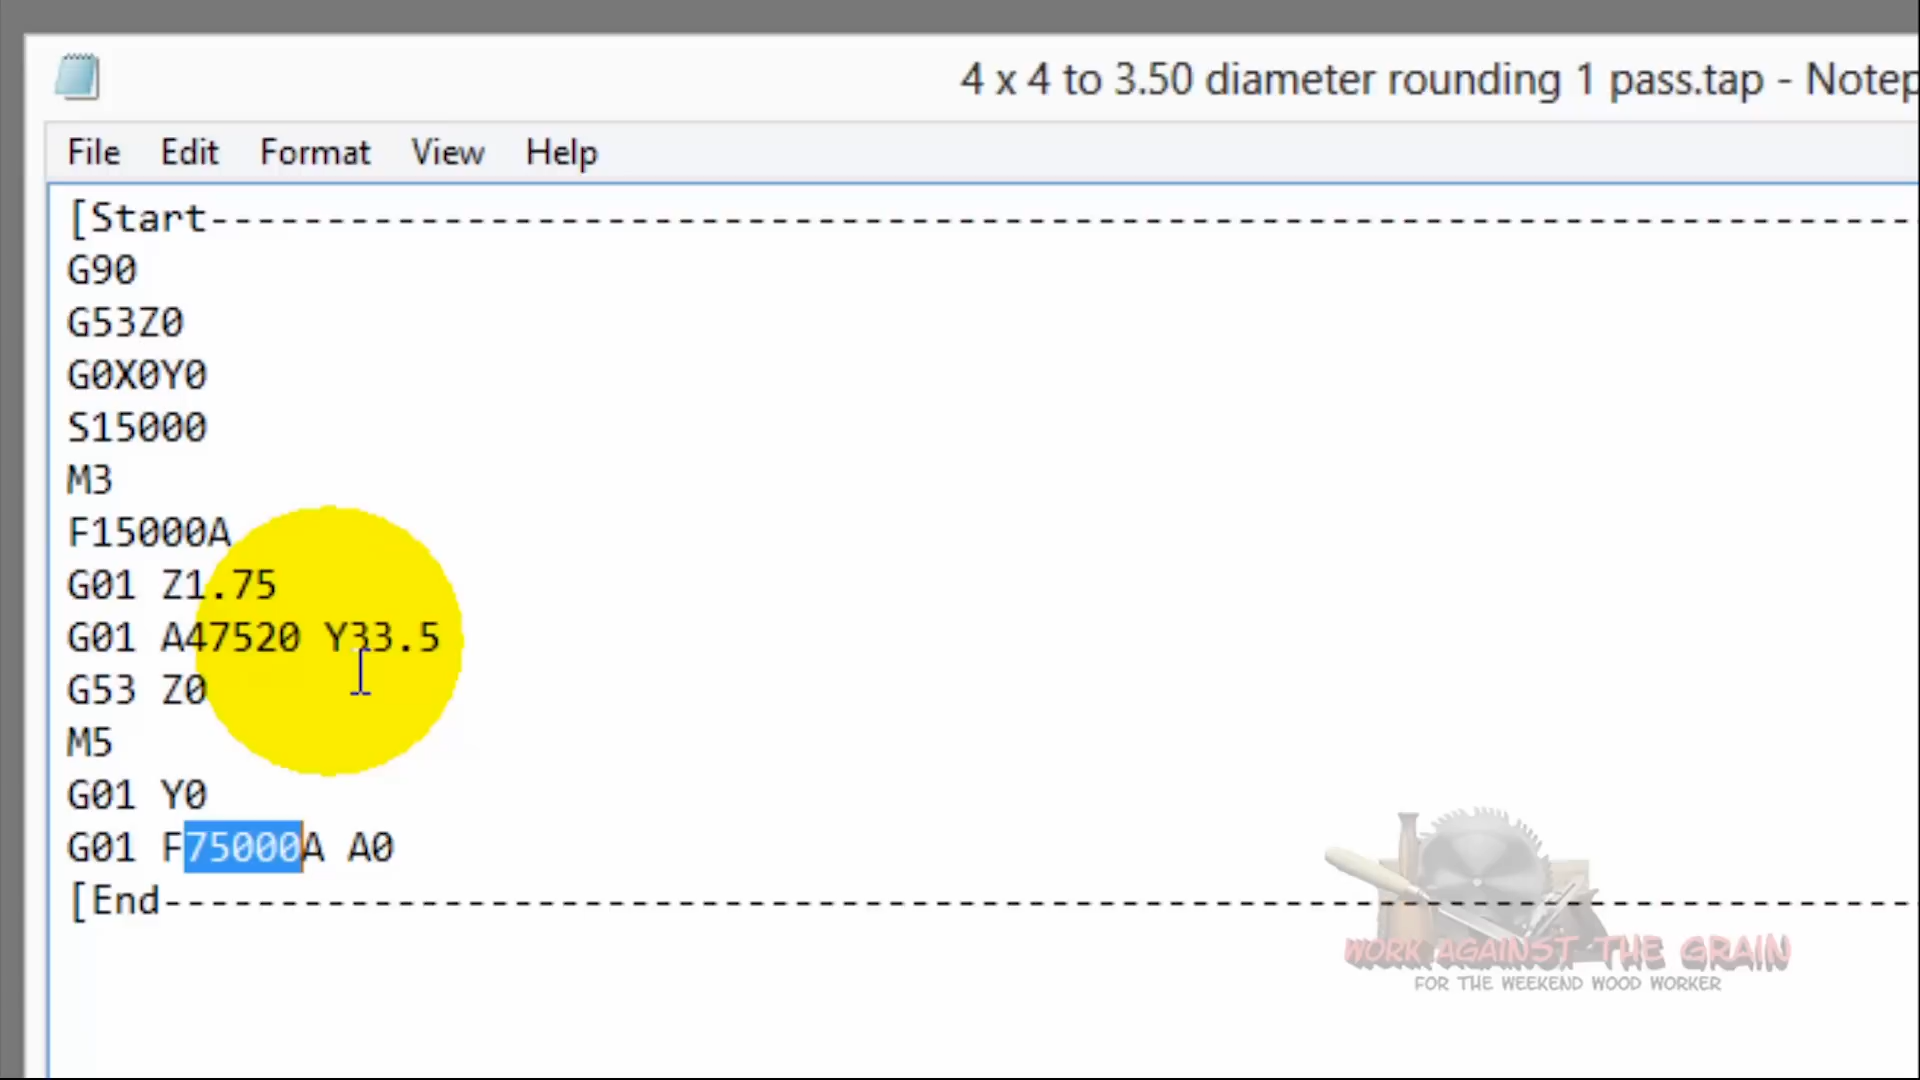 4 x 4 to 3.50 diameter rounding 1 pass.tap - Notep
File Edit Format View Help
[Start--------------------------------------------------------------------------
G90
G53Z0
G0X0Y0
S15000
M3
F15000A
G01 Z1.75
G01 A47520 Y33.5
G53 Z0
M5
G01 Y0
G01 F75000A A0
[End----------------------------------------------------------------------------
WORK AGAINST THE GRAIN
FOR THE WEEKEND WOOD WORKER